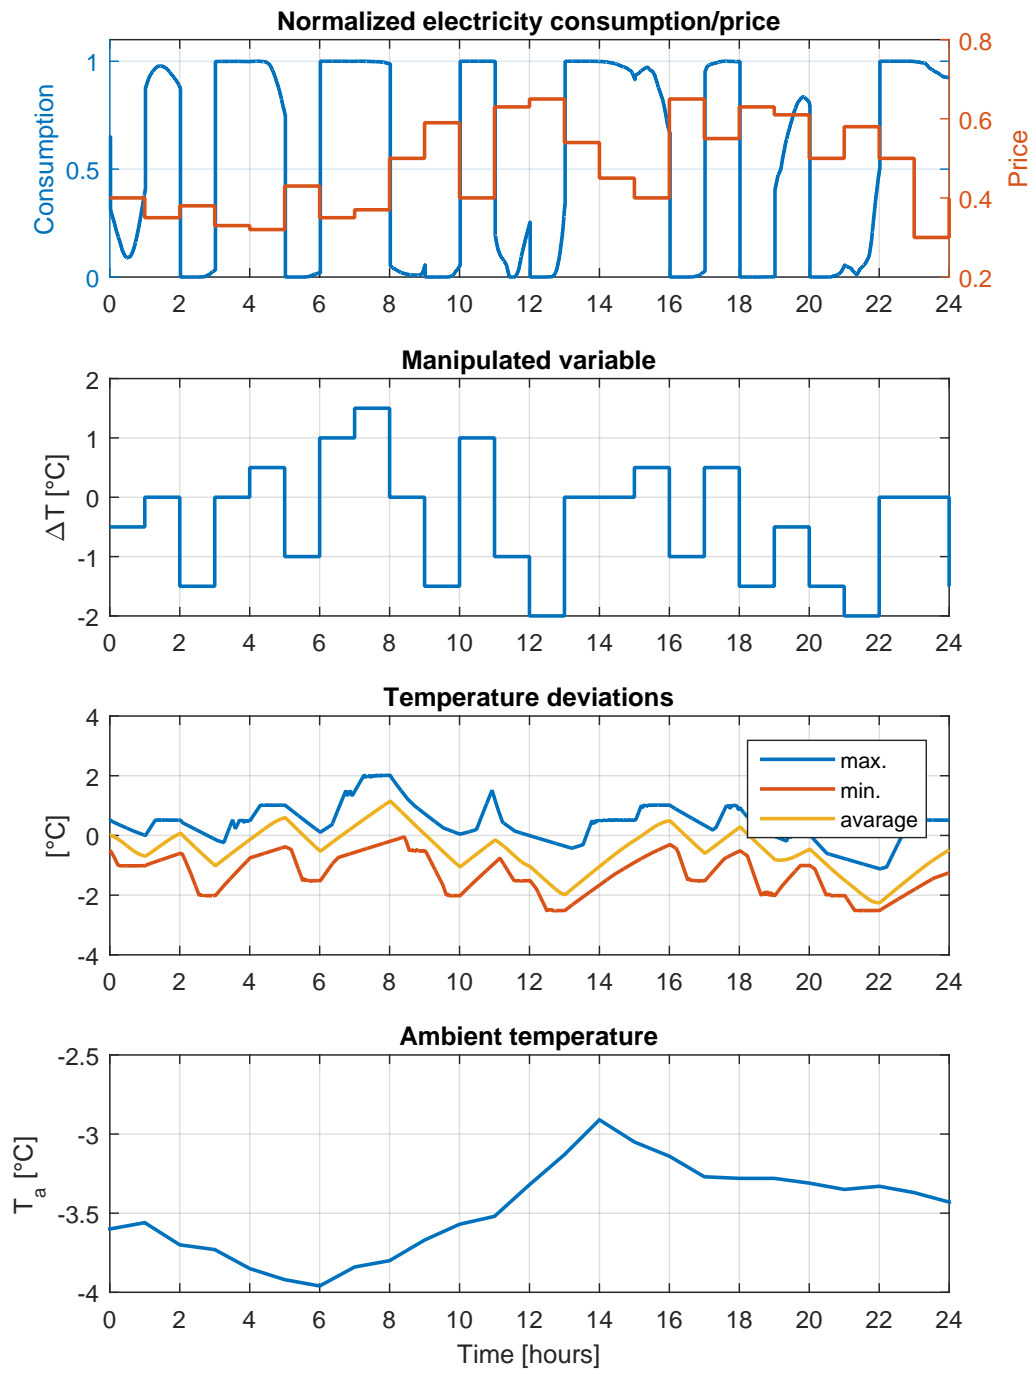 Normalized electricity consumption/price
1
0.5
0
Consumption
0.8
0.6
0.4
0.2
Price
0 2 4 6 8 10 12 14 16 18 20 22 24
Manipulated variable
2
1
0
-1
-2
ΔT [°C]
0 2 4 6 8 10 12 14 16 18 20 22 24
Temperature deviations
4
2
0
-2
-4
[°C]
max.
min.
avarage
0 2 4 6 8 10 12 14 16 18 20 22 24
Ambient temperature
-2.5
-3
-3.5
-4
T_a [°C]
0 2 4 6 8 10 12 14 16 18 20 22 24
Time [hours]